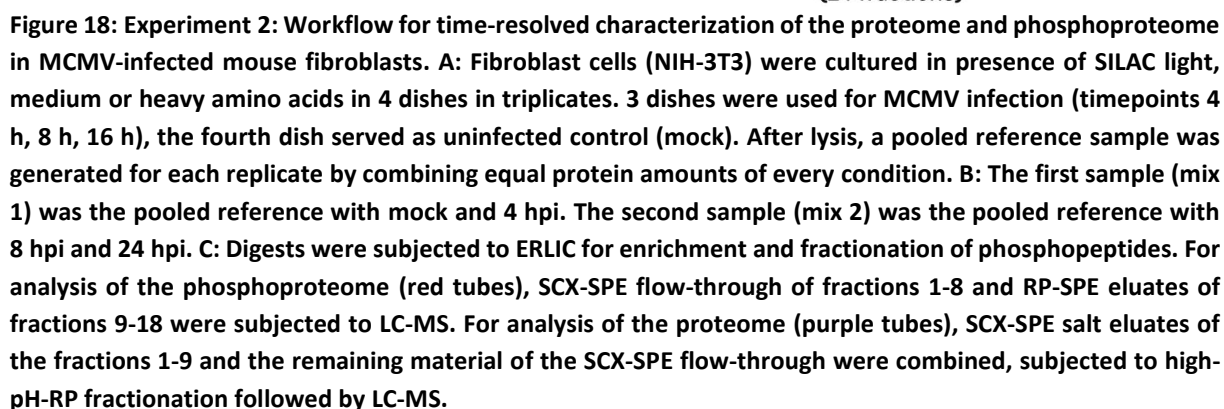 Figure 18: Experiment 2: Workflow for time-resolved characterization of the proteome and phosphoproteome
in MCMV-infected mouse fibroblasts. A: Fibroblast cells (NIH-3T3) were cultured in presence of SILAC light,
medium or heavy amino acids in 4 dishes in triplicates. 3 dishes were used for MCMV infection (timepoints 4
h, 8 h, 16 h), the fourth dish served as uninfected control (mock). After lysis, a pooled reference sample was
generated for each replicate by combining equal protein amounts of every condition. B: The first sample (mix
1) was the pooled reference with mock and 4 hpi. The second sample (mix 2) was the pooled reference with
8 hpi and 24 hpi. C: Digests were subjected to ERLIC for enrichment and fractionation of phosphopeptides. For
analysis of the phosphoproteome (red tubes), SCX-SPE flow-through of fractions 1-8 and RP-SPE eluates of
fractions 9-18 were subjected to LC-MS. For analysis of the proteome (purple tubes), SCX-SPE salt eluates of
the fractions 1-9 and the remaining material of the SCX-SPE flow-through were combined, subjected to high-
pH-RP fractionation followed by LC-MS.